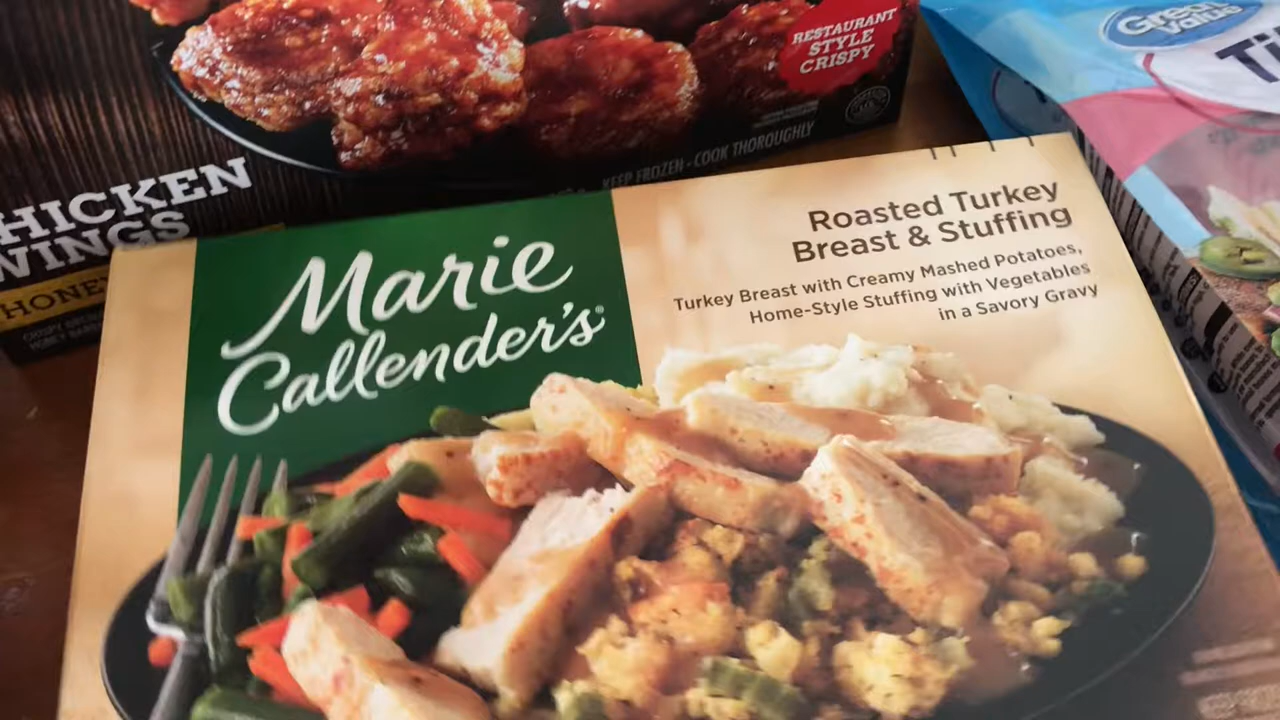 RESTAURANT
STYLE
CRISPY
KEEP FROZEN - COOK THOROUGHLY
HICKEN
WINGS
HONE
Great
Value
Ti
Marie
Callender's
Roasted Turkey
Breast & Stuffing
Turkey Breast with Creamy Mashed Potatoes,
Home-Style Stuffing with Vegetables
in a Savory Gravy